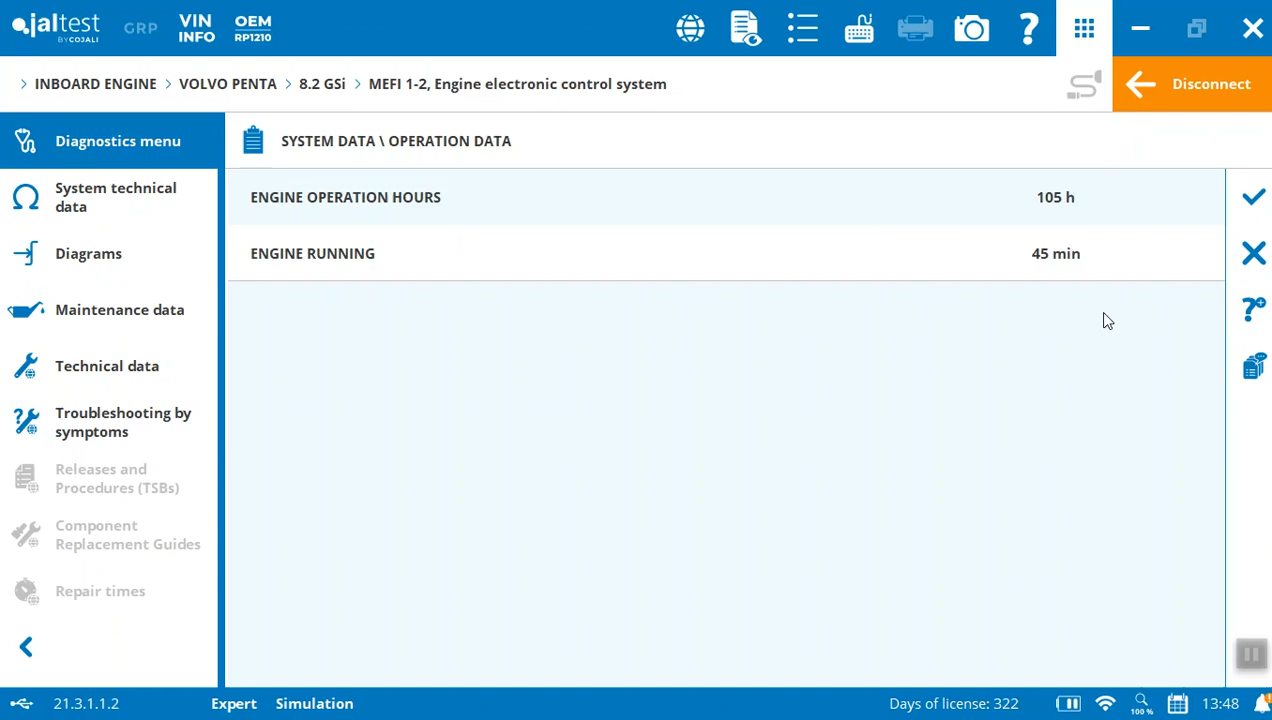 jaltest
BY COJALI
GRP
VIN
INFO
OEM
RP1210
?
INBOARD ENGINE > VOLVO PENTA > 8.2 GSi > MEFI 1-2, Engine electronic control system
Disconnect
Diagnostics menu
SYSTEM DATA \ OPERATION DATA
System technical
data
ENGINE OPERATION HOURS 105 h
Diagrams
ENGINE RUNNING 45 min
Maintenance data
Technical data
Troubleshooting by
symptoms
Releases and
Procedures (TSBs)
Component
Replacement Guides
Repair times
21.3.1.1.2
Expert
Simulation
Days of license: 322
100 %
13:48